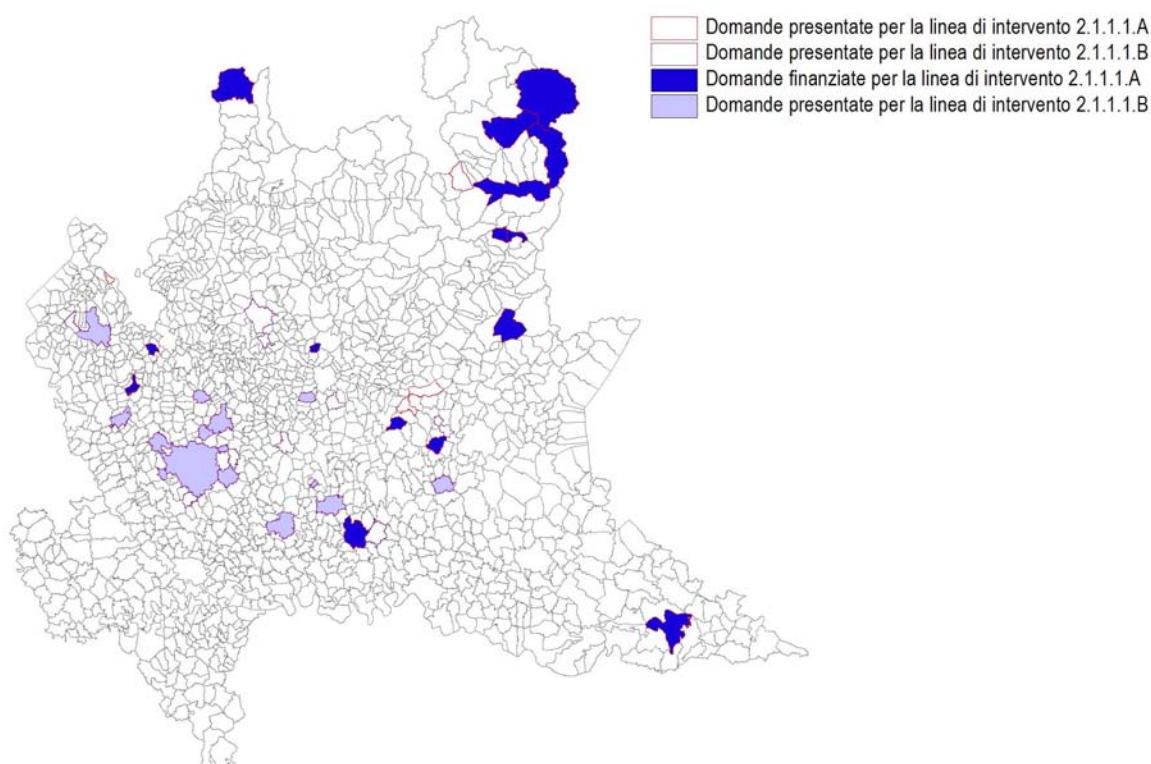 Domande presentate per la linea di intervento 2.1.1.1.A
Domande presentate per la linea di intervento 2.1.1.1.B
Domande finanziate per la linea di intervento 2.1.1.1.A
Domande presentate per la linea di intervento 2.1.1.1.B